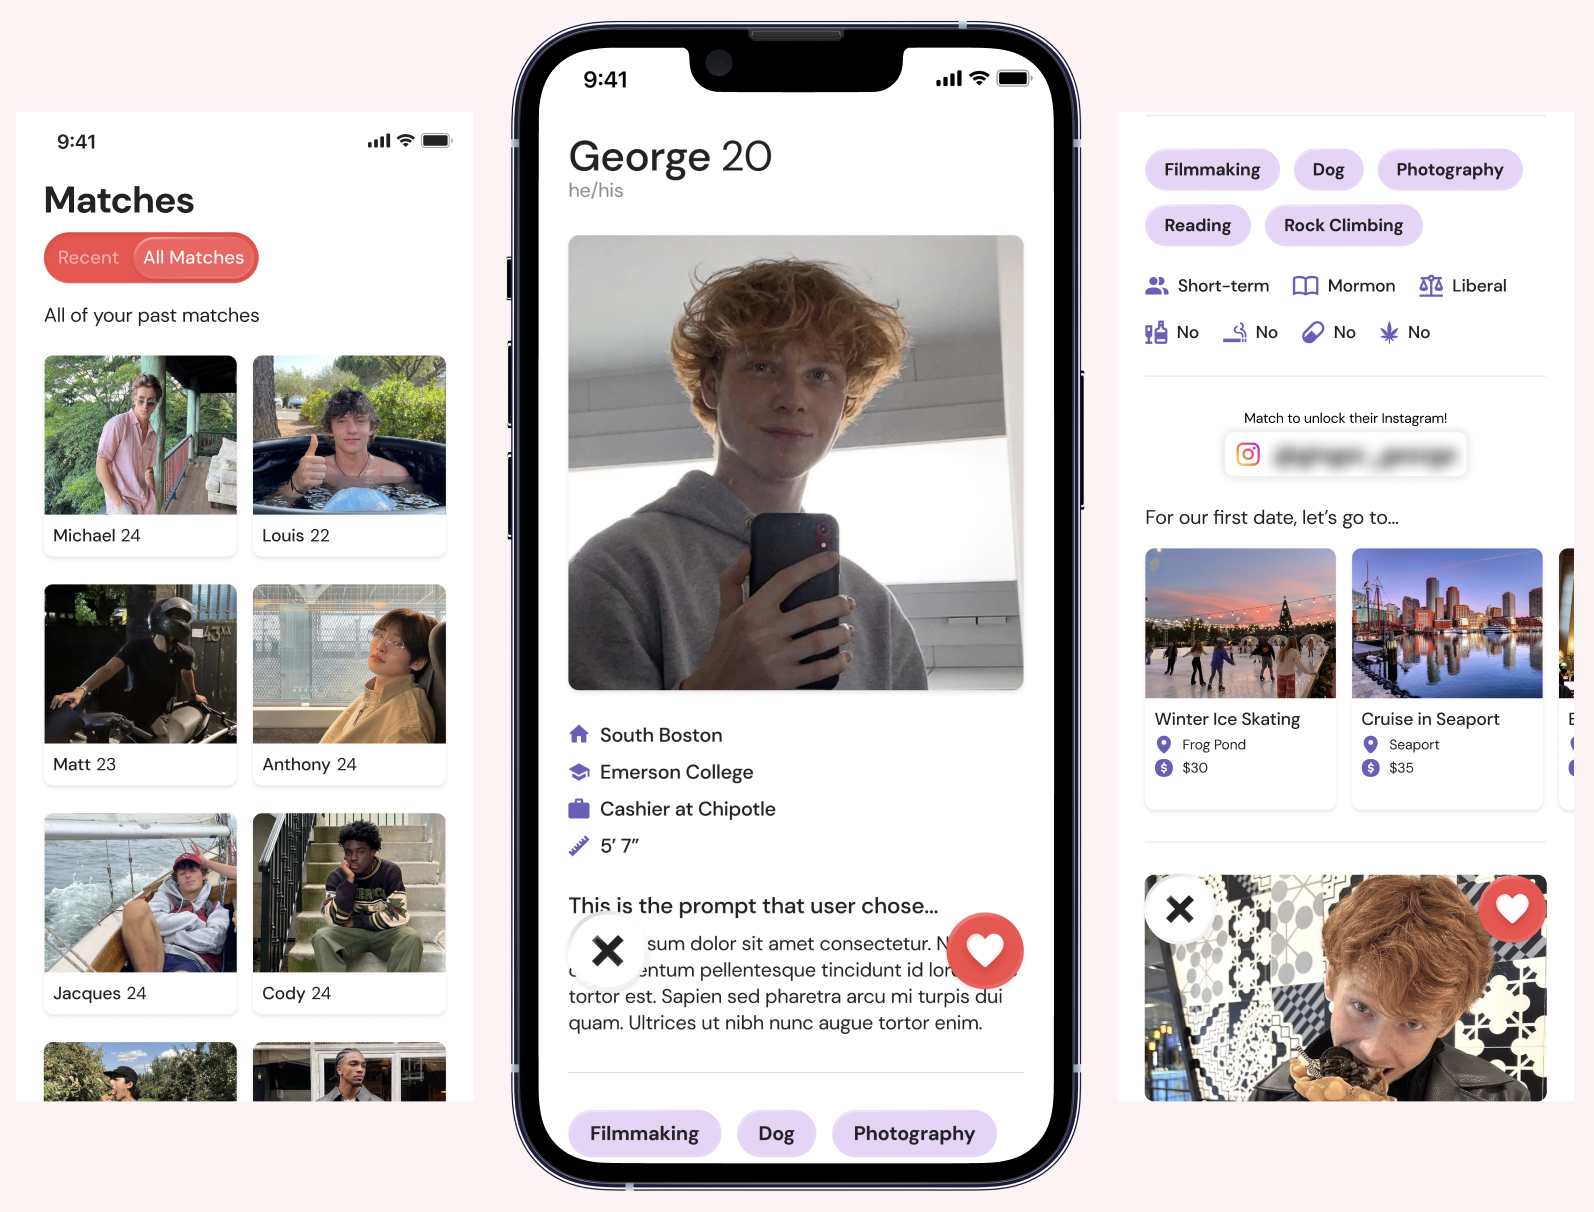 9:41
Matches
Recent
All Matches
All of your past matches
Michael 24
Louis 22
Matt 23
Anthony 24
Jacques 24
Cody 24
9:41
George 20
he/his
South Boston
Emerson College
Cashier at Chipotle
5’ 7”
This is the prompt that user chose...
sum dolor sit amet consectetur. N
entum pellentesque tincidunt id lor
tortor est. Sapien sed pharetra arcu mi turpis dui
quam. Ultrices ut nibh nunc augue tortor enim.
Filmmaking
Dog
Photography
Filmmaking
Dog
Photography
Reading
Rock Climbing
Short-term
Mormon
Liberal
No
No
No
No
Match to unlock their Instagram!
For our first date, let’s go to...
Winter Ice Skating
Frog Pond
$30
Cruise in Seaport
Seaport
$35